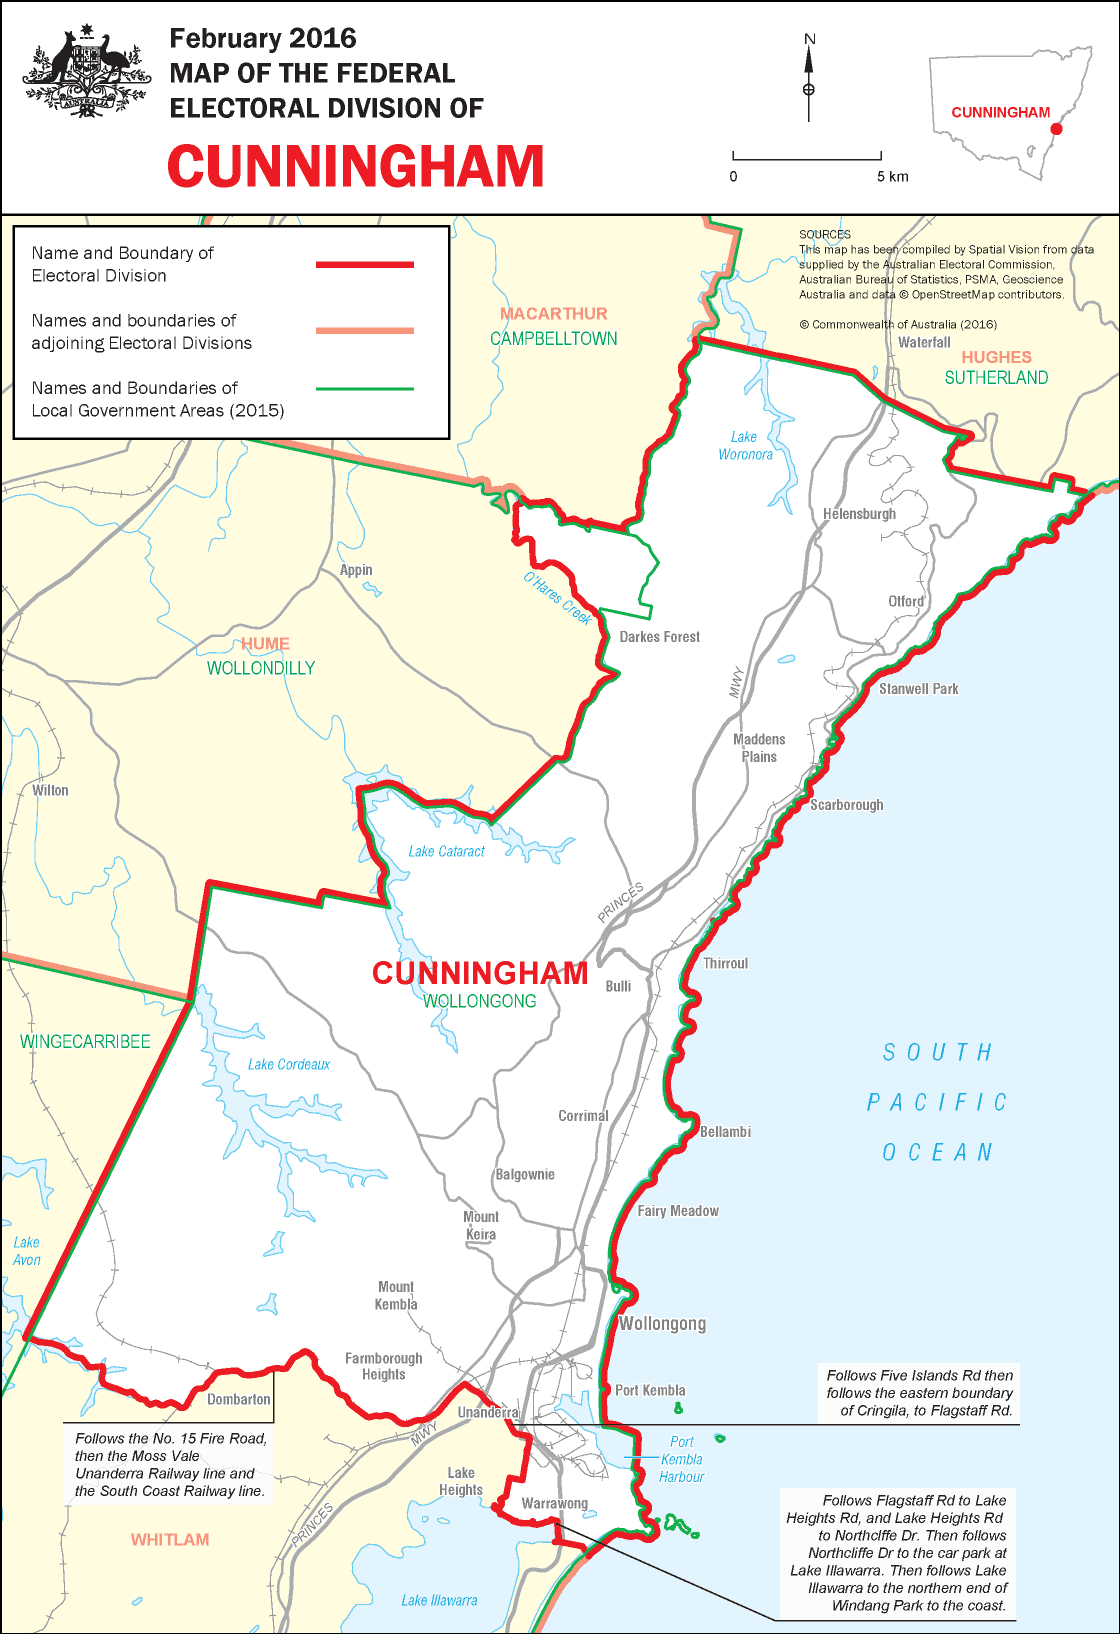 February 2016
MAP OF THE FEDERAL
ELECTORAL DIVISION OF
CUNNINGHAM
AUSTRALIA
N
0
5 km
CUNNINGHAM
Name and Boundary of
Electoral Division
Names and boundaries of
adjoining Electoral Divisions
Names and Boundaries of
Local Government Areas (2015)
SOURCES
This map has been compiled by Spatial Vision from data
supplied by the Australian Electoral Commission,
Australian Bureau of Statistics, PSMA, Geoscience
Australia and data © OpenStreetMap contributors.
© Commonwealth of Australia (2016)
MACARTHUR
CAMPBELLTOWN
Waterfall
HUGHES
SUTHERLAND
Lake
Woronora
Helensburgh
Appin
O'Hares Creek
Otford
Darkes Forest
HUME
WOLLONDILLY
MWY
Stanwell Park
Maddens
Plains
Wilton
Scarborough
Lake Cataract
PRINCES
Thirroul
CUNNINGHAM
WOLLONGONG
Bulli
WINGECARRIBEE
SOUTH
PACIFIC
OCEAN
Lake Cordeaux
Corrimal
Bellambi
Balgownie
Fairy Meadow
Mount
Keira
Lake
Avon
Mount
Kembla
Wollongong
Farmborough
Heights
Dombarton
Port Kembla
Unanderra
MWY
Follows Five Islands Rd then
follows the eastern boundary
of Cringila, to Flagstaff Rd.
Follows the No. 15 Fire Road,
then the Moss Vale
Unanderra Railway line and
the South Coast Railway line.
Port
Kembla
Harbour
Lake
Heights
Warrawong
PRINCES
WHITLAM
Follows Flagstaff Rd to Lake
Heights Rd, and Lake Heights Rd
to Northclffe Dr. Then follows
Northcliffe Dr to the car park at
Lake Illawarra. Then follows Lake
Illawarra to the northern end of
Windang Park to the coast.
Lake Illawarra